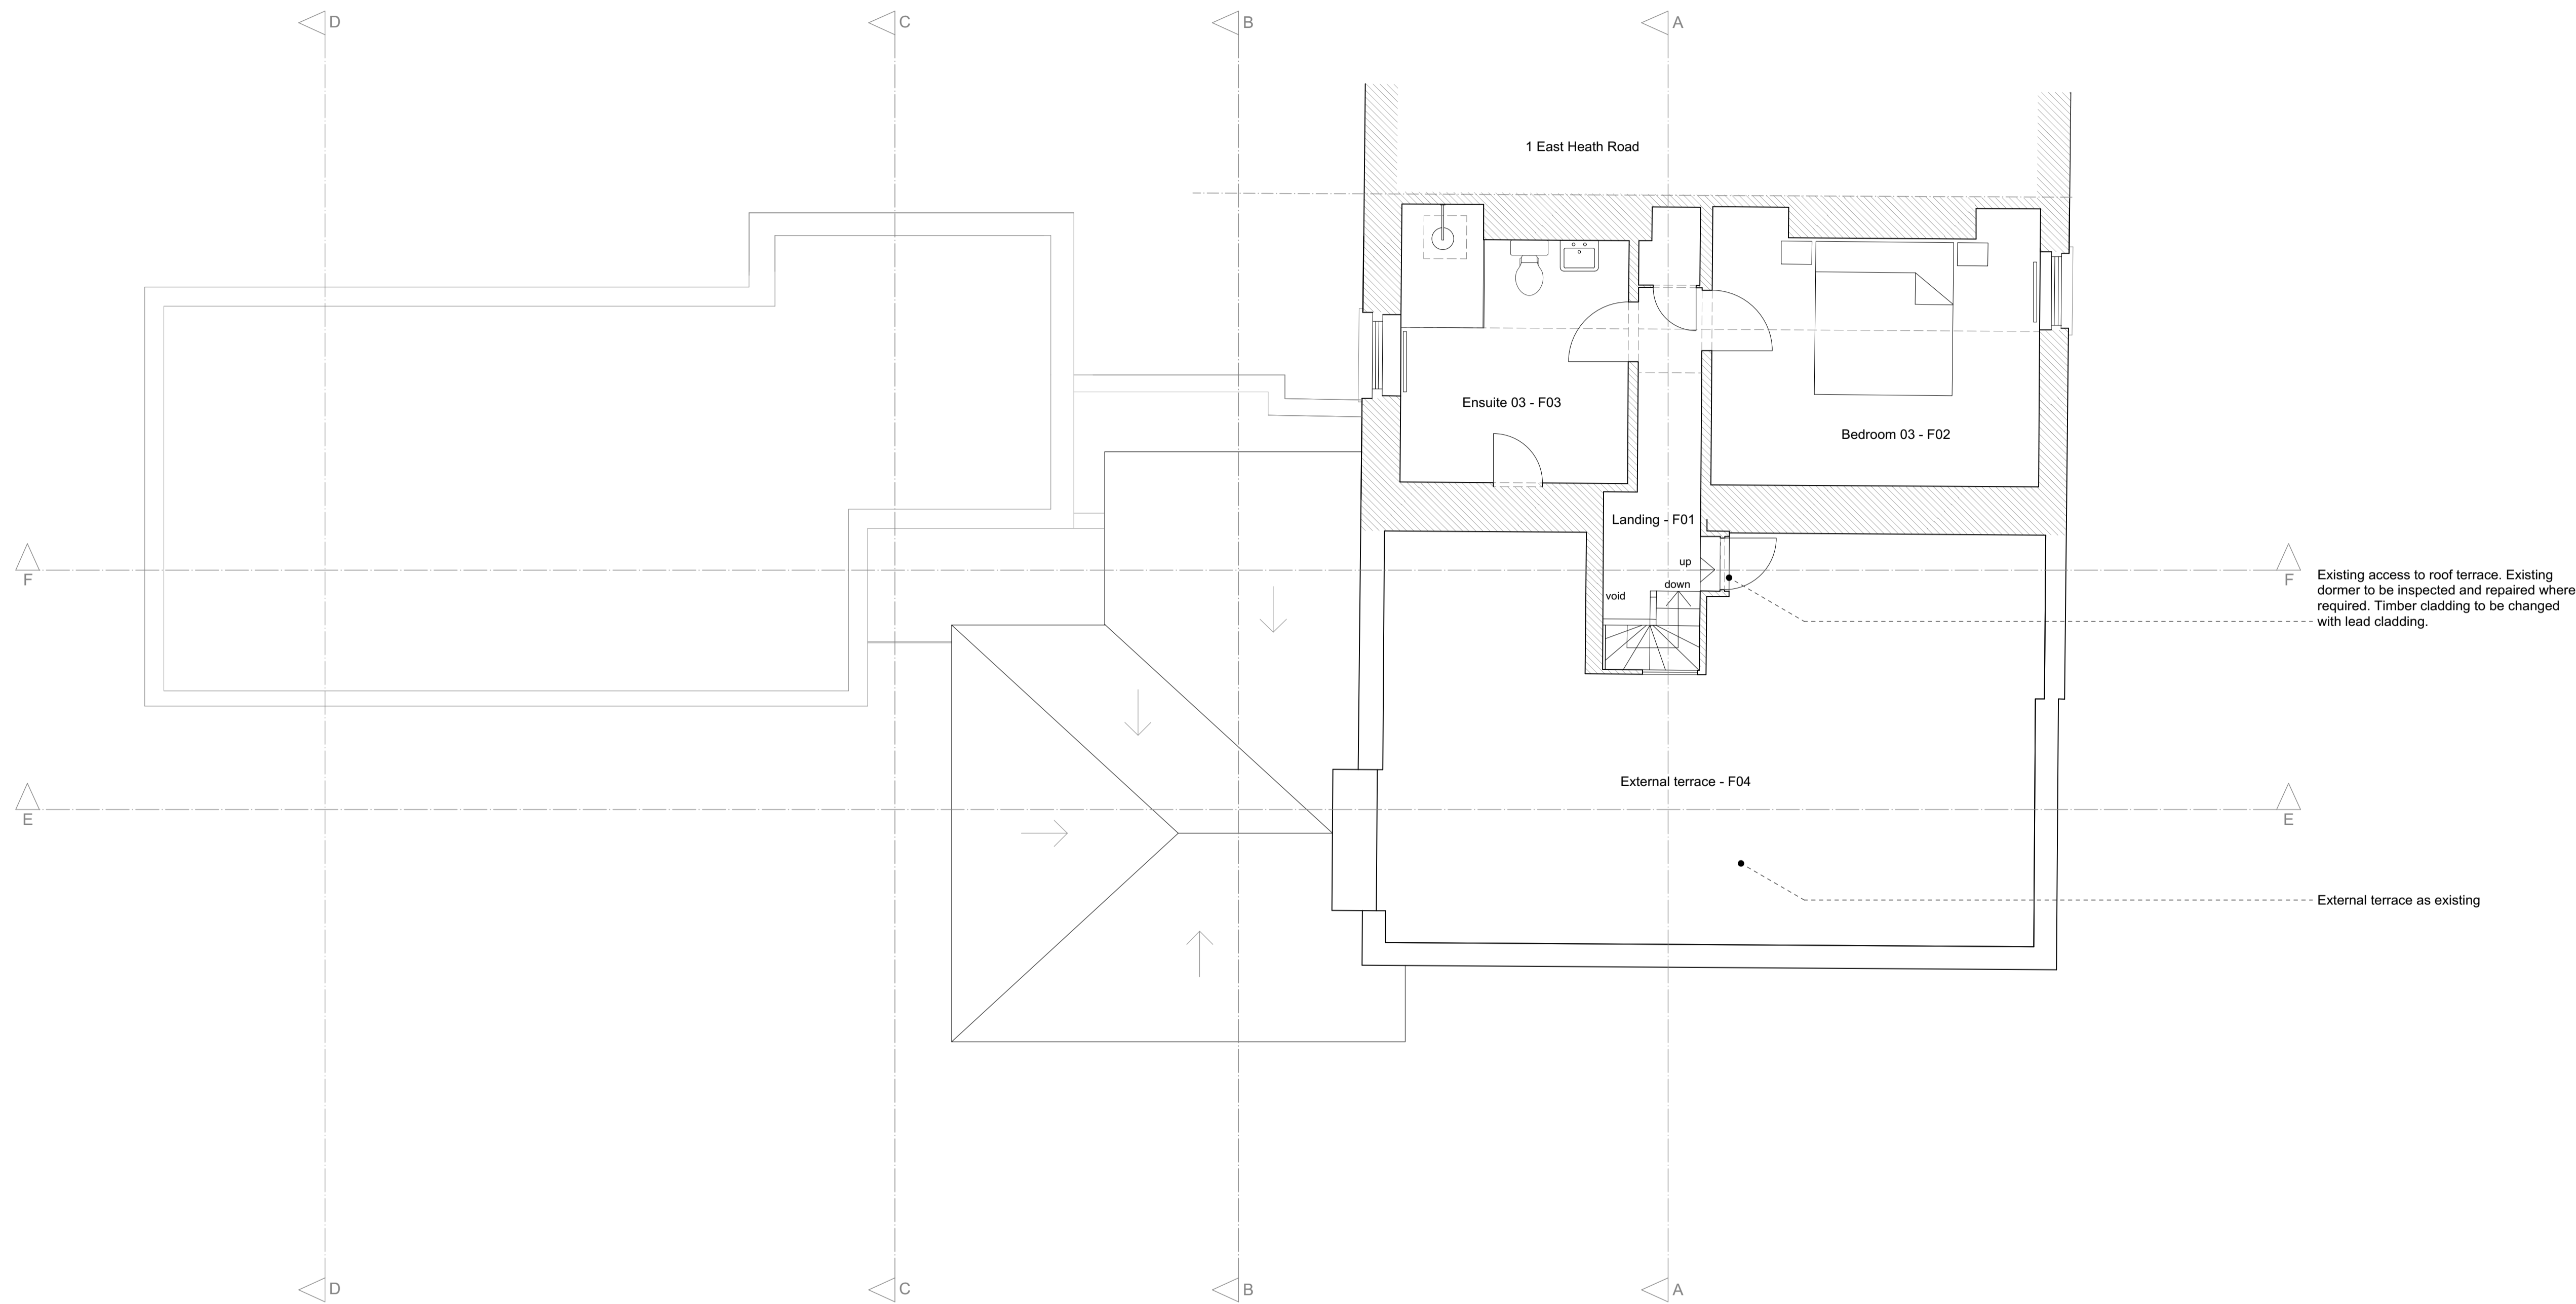 D
C
B
A
1 East Heath Road
Ensuite 03 - F03
Bedroom 03 - F02
Landing - F01
up
down
void
F
F
Existing access to roof terrace. Existing
dormer to be inspected and repaired where
required. Timber cladding to be changed
with lead cladding.
External terrace - F04
E
E
External terrace as existing
D
C
B
A